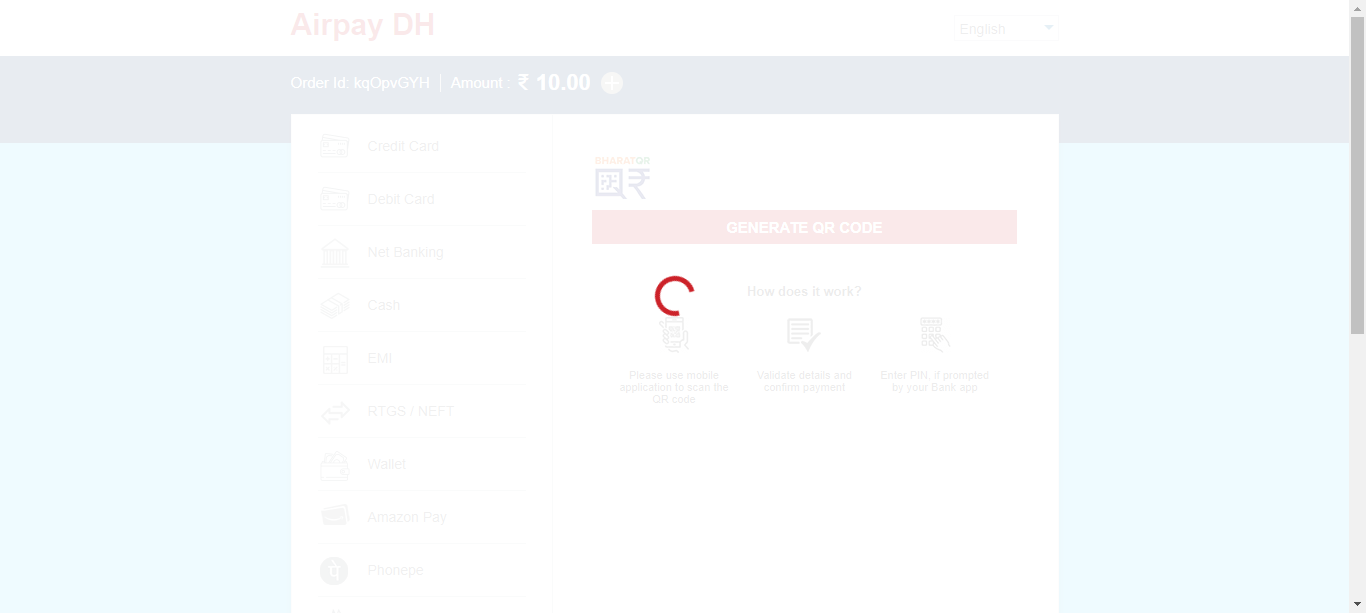 Airpay DH
English
Order Id: kqOpvGYH | Amount : ₹ 10.00
Credit Card
Debit Card
Net Banking
Cash
EMI
RTGS / NEFT
Wallet
Amazon Pay
Phonepe
BHARATQR
GENERATE QR CODE
How does it work?
Please use mobile
application to scan the
QR code
Validate details and
confirm payment
Enter PIN, if prompted
by your Bank app